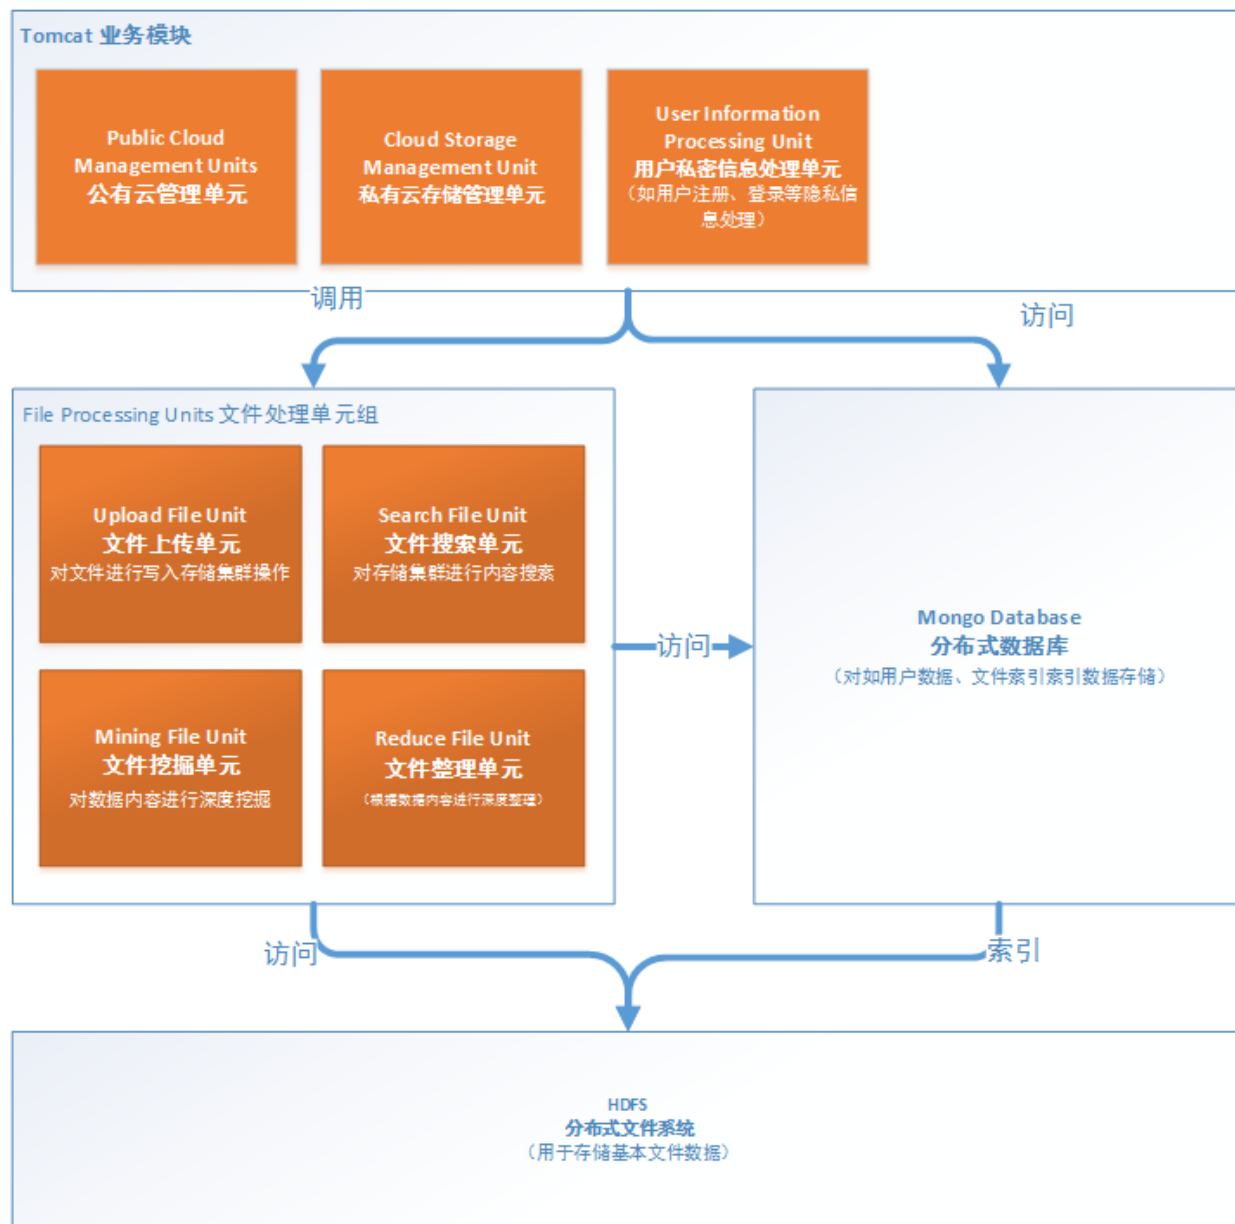 Tomcat 业务模块
Public Cloud
Management Units
公有云管理单元
Cloud Storage
Management Unit
私有云存储管理单元
User Information
Processing Unit
用户私密信息处理单元
（如用户注册、登录等隐私信
息处理）
调用
访问
File Processing Units 文件处理单元组
Upload File Unit
文件上传单元
对文件进行写入存储集群操作
Search File Unit
文件搜索单元
对存储集群进行内容搜索
Mining File Unit
文件挖掘单元
对数据内容进行深度挖掘
Reduce File Unit
文件整理单元
（根据数据内容进行深度整理）
访问
Mongo Database
分布式数据库
（对如用户数据、文件索引索引数据存储）
访问
索引
HDFS
分布式文件系统
（用于存储基本文件数据）